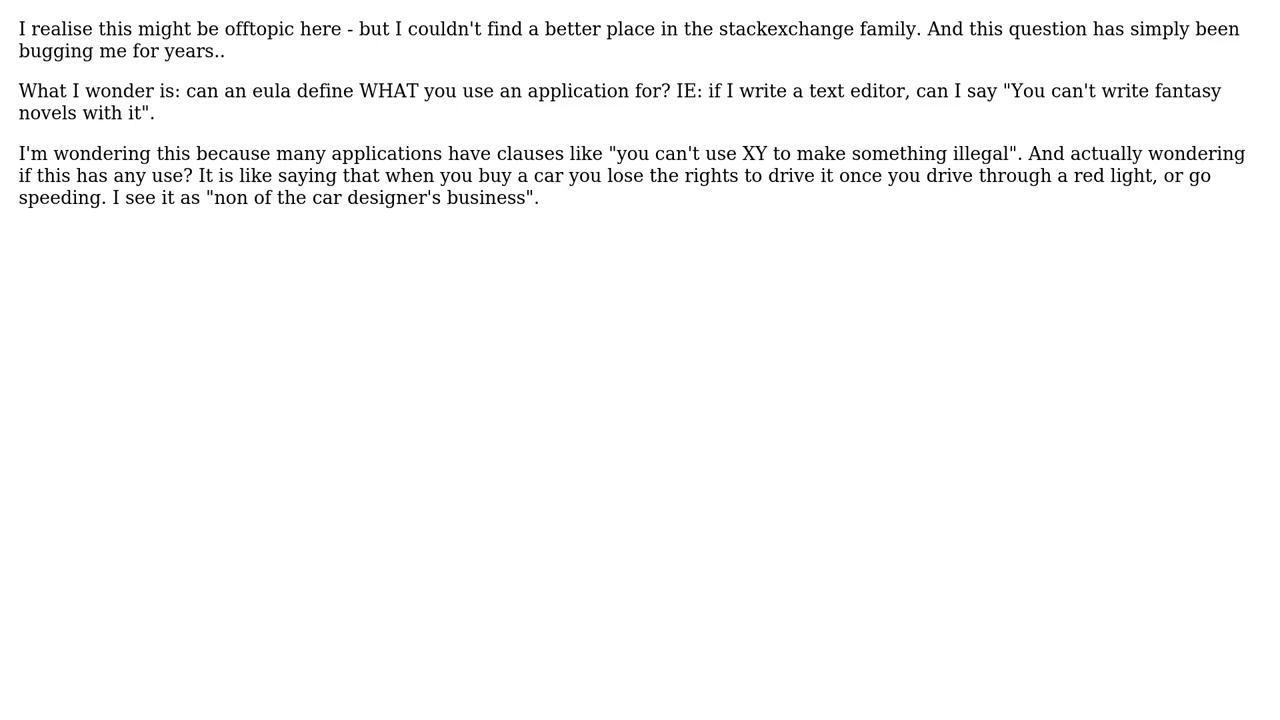 I realise this might be offtopic here - but I couldn't find a better place in the stackexchange family. And this question has simply been
bugging me for years..
What I wonder is: can an eula define WHAT you use an application for? IE: if I write a text editor, can I say "You can't write fantasy
novels with it".
I'm wondering this because many applications have clauses like "you can't use XY to make something illegal". And actually wondering
if this has any use? It is like saying that when you buy a car you lose the rights to drive it once you drive through a red light, or go
speeding. I see it as "non of the car designer's business".